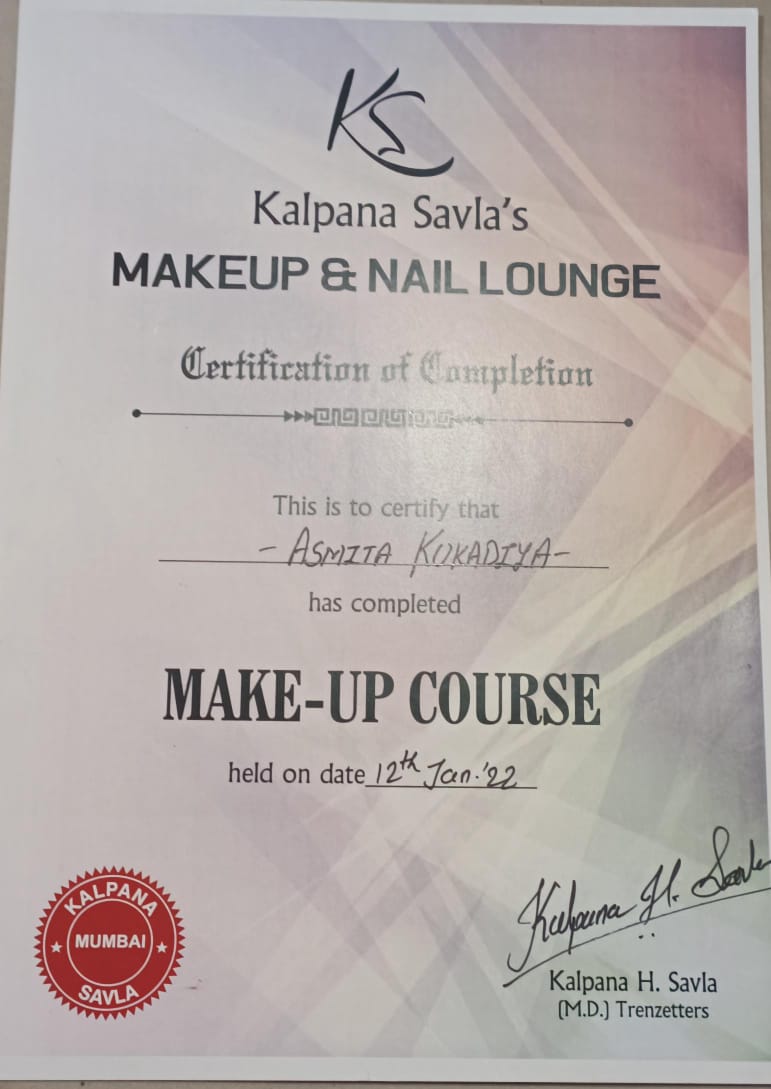 KS
Kalpana Savla's
MAKEUP & NAIL LOUNGE
Certification of Completion
This is to certify that
- ASMITA KUKADIYA -
has completed
MAKE-UP COURSE
held on date 12th Jan.'22
KALPANA
MUMBAI
SAVLA
Kalpana H. Savla
Kalpana H. Savla
(M.D.) Trenzetters